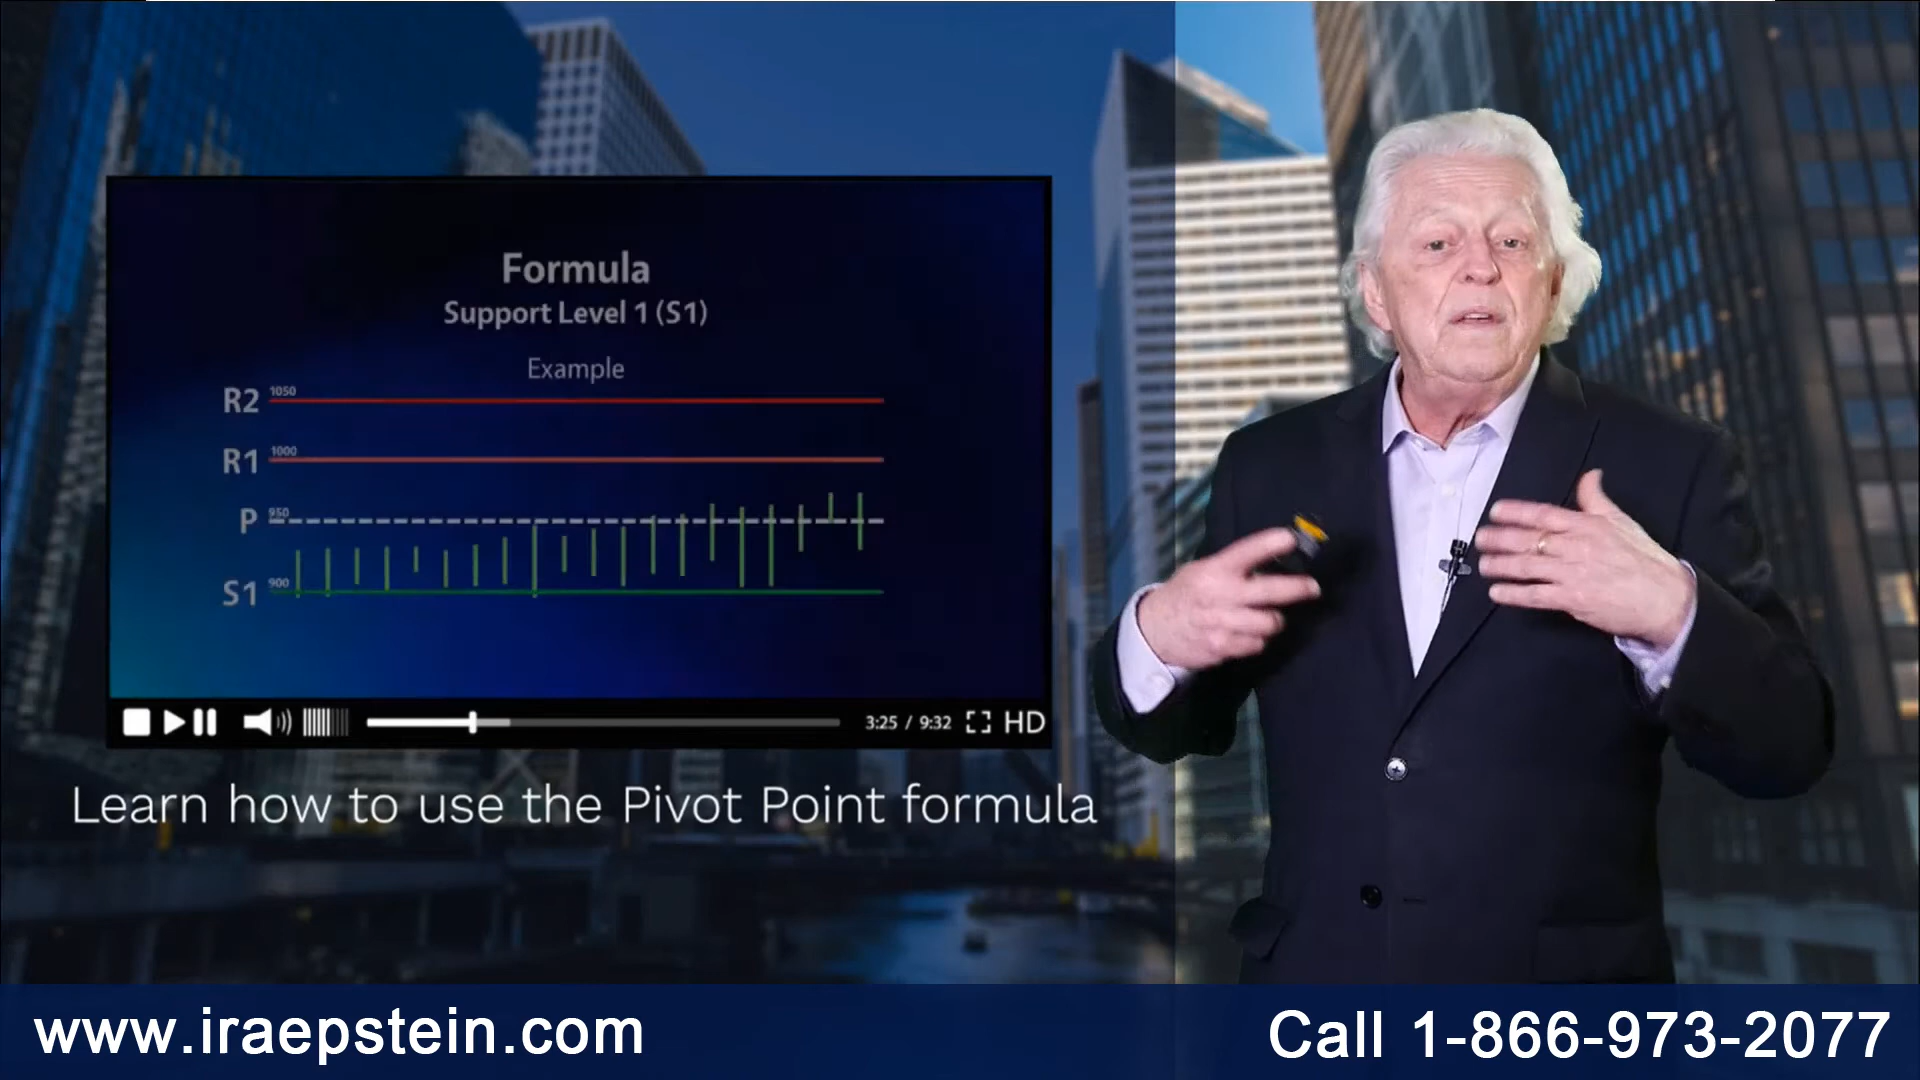 Formula
Support Level 1 (S1)
Example
R2 1050
R1 1000
P 950
S1 900
3:25 / 9:32 HD
Learn how to use the Pivot Point formula
www.iraepstein.com
Call 1-866-973-2077